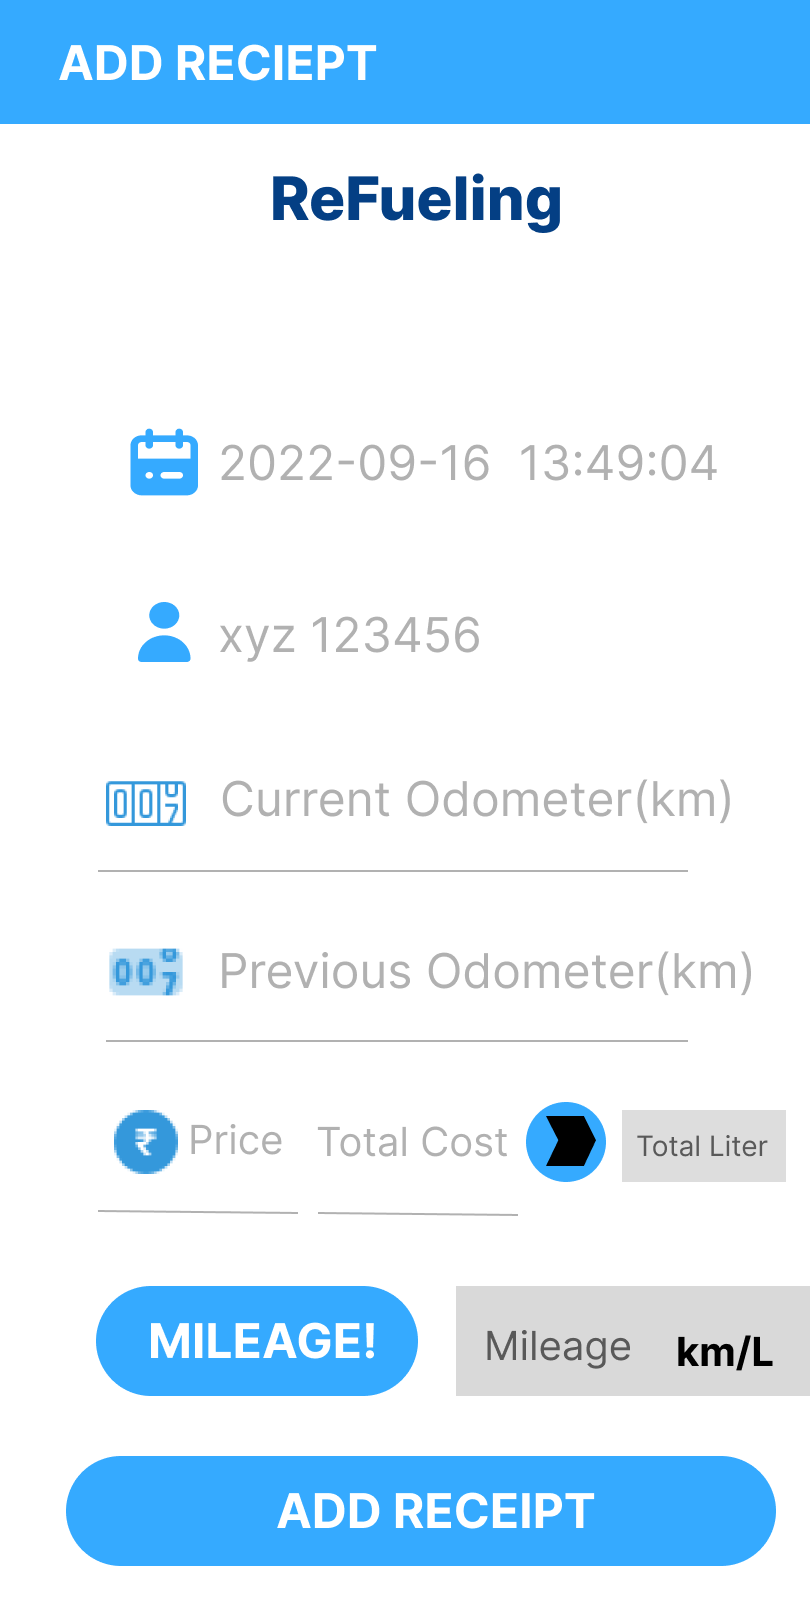 ADD RECIEPT
ReFueling
2022-09-16 13:49:04
xyz 123456
Current Odometer(km)
Previous Odometer(km)
₹ Price Total Cost Total Liter
MILEAGE! Mileage km/L
ADD RECEIPT